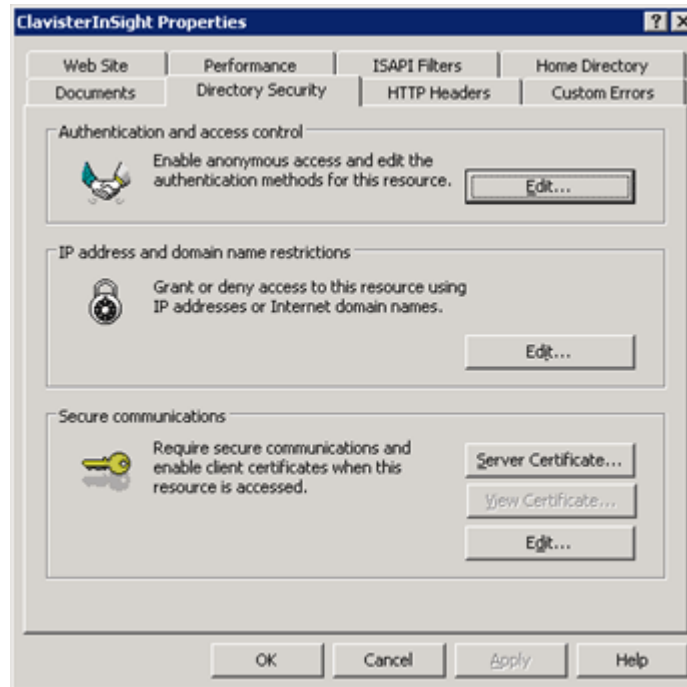 ClavisterInSight Properties
Web Site Performance ISAPI Filters Home Directory
Documents Directory Security HTTP Headers Custom Errors
Authentication and access control
Enable anonymous access and edit the
authentication methods for this resource.
Edit...
IP address and domain name restrictions
Grant or deny access to this resource using
IP addresses or Internet domain names.
Edit...
Secure communications
Require secure communications and
enable client certificates when this
resource is accessed.
Server Certificate...
View Certificate...
Edit...
OK Cancel Apply Help